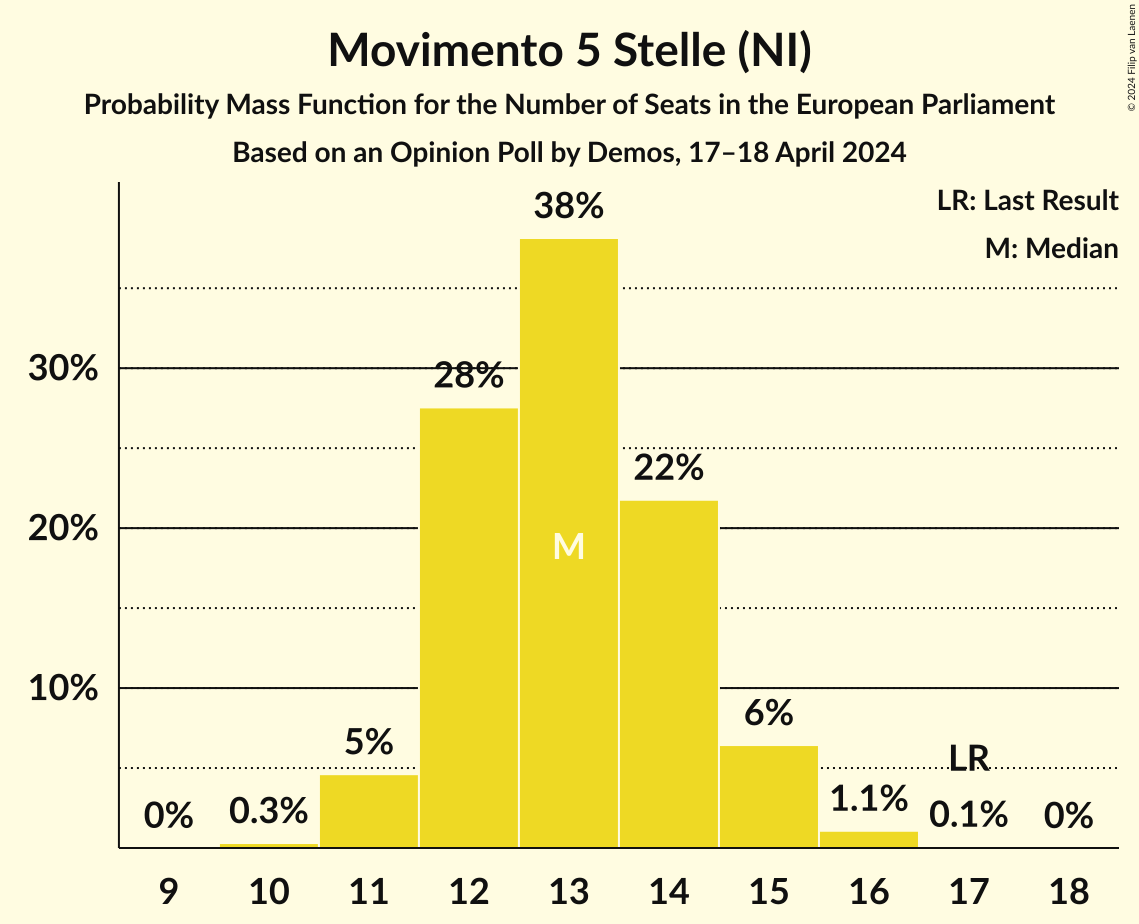 Movimento 5 Stelle (NI)
Probability Mass Function for the Number of Seats in the European Parliament
Based on an Opinion Poll by Demos, 17–18 April 2024
© 2024 Filip van Laenen
LR: Last Result
M: Median
38%
30%
28%
22%
20%
M
10%
6%
5%
LR
1.1%
0%
0.3%
0.1%
0%
9 10 11 12 13 14 15 16 17 18